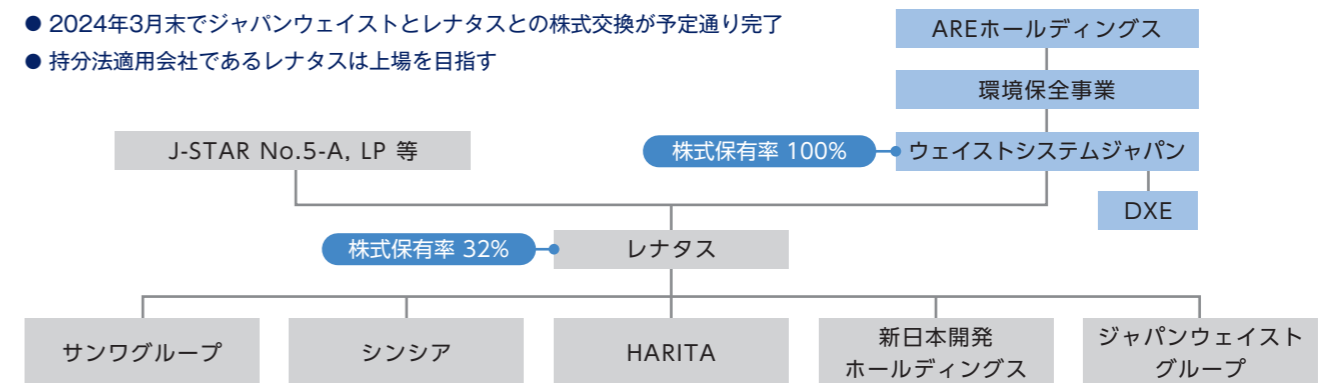 ● 2024年3月末でジャパンウェイストとレナタスとの株式交換が予定通り完了
● 持分法適用会社であるレナタスは上場を目指す
AREホールディングス
環境保全事業
J-STAR No.5-A, LP 等
株式保有率 100%
ウェイストシステムジャパン
DXE
株式保有率 32%
レナタス
サンワグループ
シンシア
HARITA
新日本開発
ホールディングス
ジャパンウェイスト
グループ